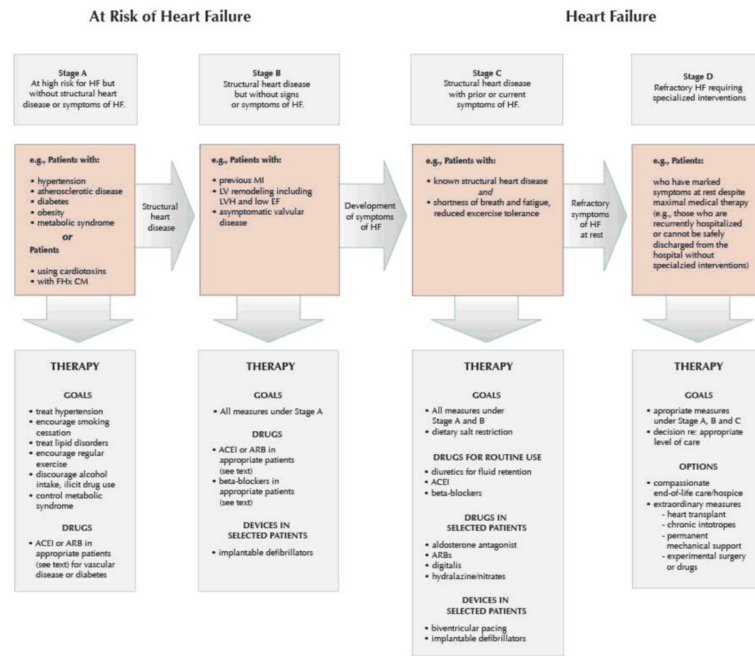 At Risk of Heart Failure
Heart Failure
Stage A
At high risk for HF but
without structural heart
disease or symptoms of HF.
Stage B
Structural heart disease
but without signs
or symptoms of HF.
Stage C
Structural heart disease
with prior or current
symptoms of HF.
Stage D
Refractory HF requiring
specialized interventions
e.g., Patients with:
• hypertension
• atherosclerotic disease
• diabetes
• obesity
• metabolic syndrome
or
Patients
• using cardiotoxins
• with FHx CM
Structural
heart
disease
e.g., Patients with:
• previous MI
• LV remodeling including
LVH and low EF
• asymptomatic valvular
disease
Development
of symptoms
of HF
e.g., Patients with:
• known structural heart disease
and
• shortness of breath and fatigue,
reduced excercise tolerance
Refractory
symptoms
of HF
at rest
e.g., Patients:
who have marked
symptoms at rest despite
maximal medical therapy
(e.g., those who are
recurrently hospitalized
or cannot be safely
discharged from the
hospital without
specialzied interventions)
THERAPY
GOALS
• treat hypertension
• encourage smoking
cessation
• treat lipid disorders
• encourage regular
exercise
• discourage alcohol
intake, ilicit drug use
• control metabolic
syndrome
DRUGS
• ACEI or ARB in
appropriate patients
(see text) for vascular
disease or diabetes
THERAPY
GOALS
• All measures under Stage A
DRUGS
• ACEI or ARB in
appropriate patients
(see text)
• beta-blockers in
appropriate patients
(see text)
DEVICES IN
SELECTED PATIENTS
• implantable defibrillators
THERAPY
GOALS
• All measures under
Stage A and B
• dietary salt restriction
DRUGS FOR ROUTINE USE
• diuretics for fluid retention
• ACEI
• beta-blockers
DRUGS IN
SELECTED PATIENTS
• aldosterone antagonist
• ARBs
• digitalis
• hydralazine/nitrates
DEVICES IN
SELECTED PATIENTS
• biventricular pacing
• implantable defibrillators
THERAPY
GOALS
• apropriate measures
under Stage A, B and C
• decision re: appropriate
level of care
OPTIONS
• compassionate
end-of-life care/hospice
• extraordinary measures
- heart transplant
- chronic intotropes
- permanent
mechanical support
- experimental surgery
or drugs